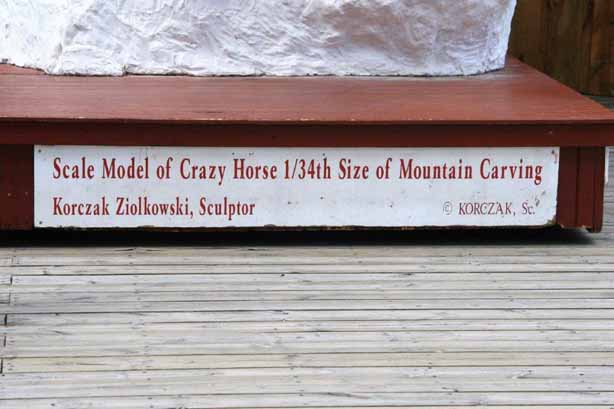 Scale Model of Crazy Horse 1/34th Size of Mountain Carving
Korczak Ziolkowski, Sculptor
© KORCZAK, Sc.